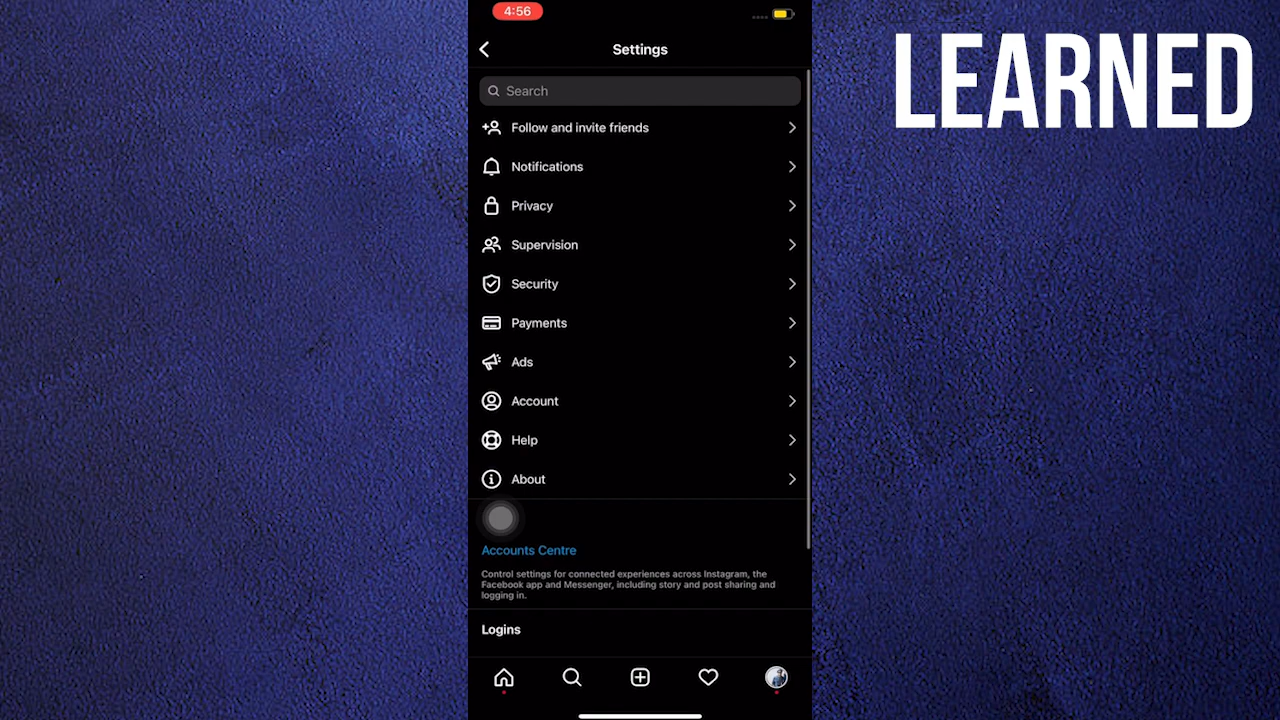 4:56
LEARNED
Settings
Search
Follow and invite friends
Notifications
Privacy
Supervision
Security
Payments
Ads
Account
Help
About
Accounts Centre
Control settings for connected experiences across Instagram, the
Facebook app and Messenger, including story and post sharing and
logging in.
Logins